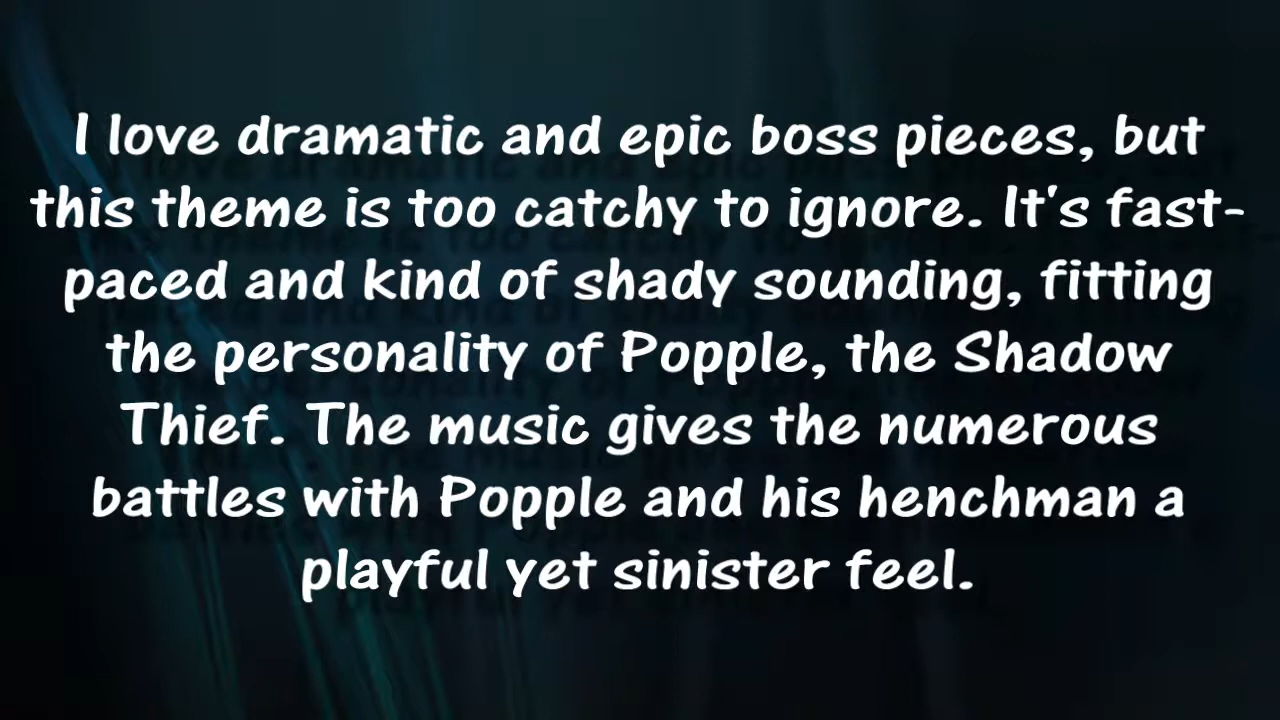 I love dramatic and epic boss pieces, but
this theme is too catchy to ignore. It's fast-
paced and kind of shady sounding, fitting
the personality of Popple, the Shadow
Thief. The music gives the numerous
battles with Popple and his henchman a
playful yet sinister feel.